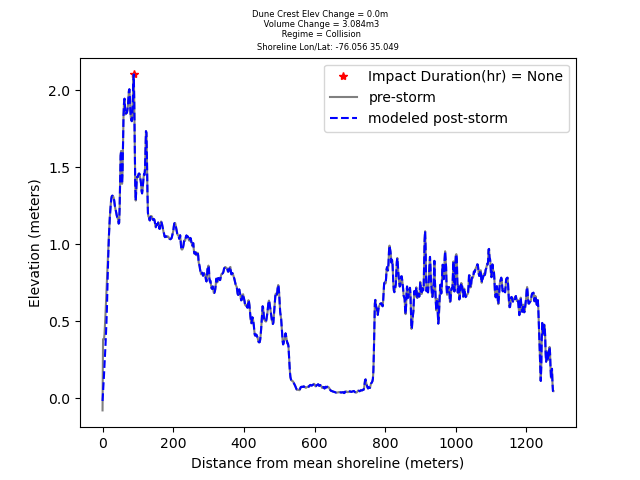 Dune Crest Elev Change = 0.0m
Volume Change = 3.084m3
Regime = Collision
Shoreline Lon/Lat: -76.056 35.049
Impact Duration(hr) = None
pre-storm
modeled post-storm
2.0
1.5
1.0
0.5
0.0
Elevation (meters)
0 200 400 600 800 1000 1200
Distance from mean shoreline (meters)